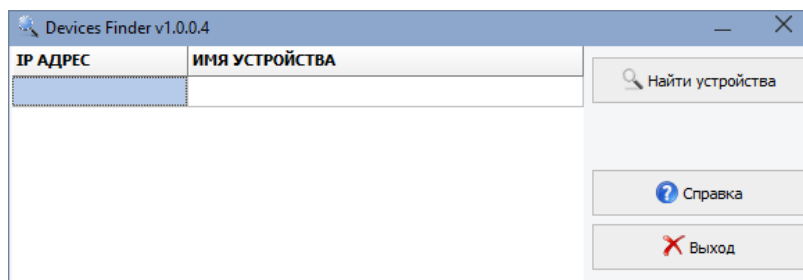 Devices Finder v1.0.0.4
IP АДРЕС ИМЯ УСТРОЙСТВА
Найти устройства
Справка
Выход